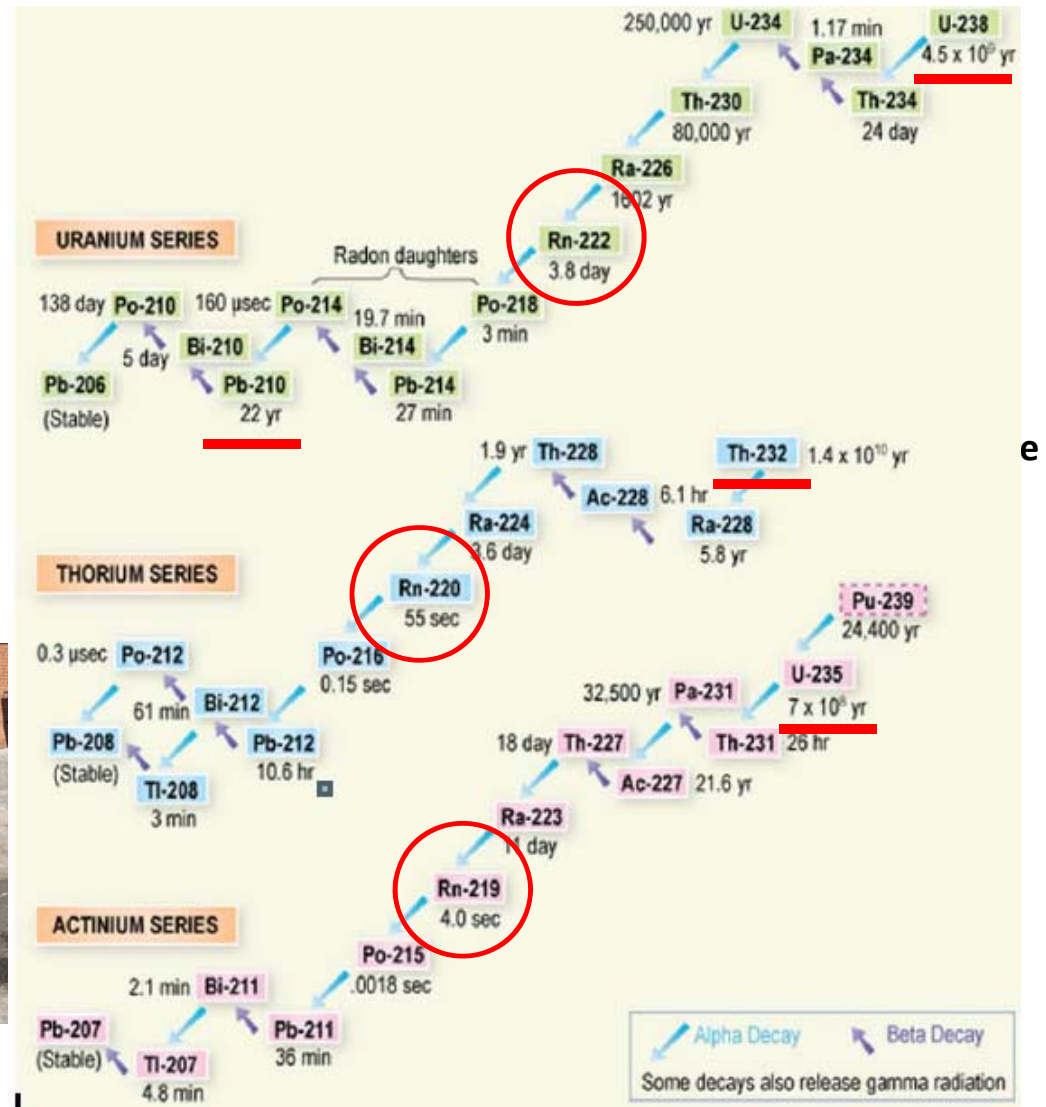 250,000 yr U-234 1.17 min U-238
Pa-234 4.5 x 10⁹ yr
Th-230 Th-234
80,000 yr 24 day
Ra-226
1602 yr
URANIUM SERIES Rn-222
Radon daughters 3.8 day
138 day Po-210 160 µsec Po-214 Po-218
19.7 min
3 min
5 day Bi-210 Bi-214
Pb-206 Pb-210 Pb-214
(Stable) 22 yr 27 min
1.9 yr Th-228 Th-232 1.4 x 10¹⁰ yr
e
Ac-228 6.1 hr
Ra-224 Ra-228
3.6 day 5.8 yr
THORIUM SERIES Rn-220
55 sec
Pu-239
24,400 yr
0.3 µsec Po-212 Po-216
0.15 sec
U-235
7 x 10⁸ yr
32,500 yr Pa-231
61 min Bi-212
Pb-208 Pb-212 18 day Th-227 Th-231 26 hr
(Stable) 10.6 hr
Tl-208 Ac-227 21.6 yr
3 min
Ra-223
11 day
Rn-219
4.0 sec
ACTINIUM SERIES
Po-215
.0018 sec
2.1 min Bi-211
Pb-207 Pb-211
(Stable) 36 min
Tl-207
4.8 min
Alpha Decay Beta Decay
Some decays also release gamma radiation